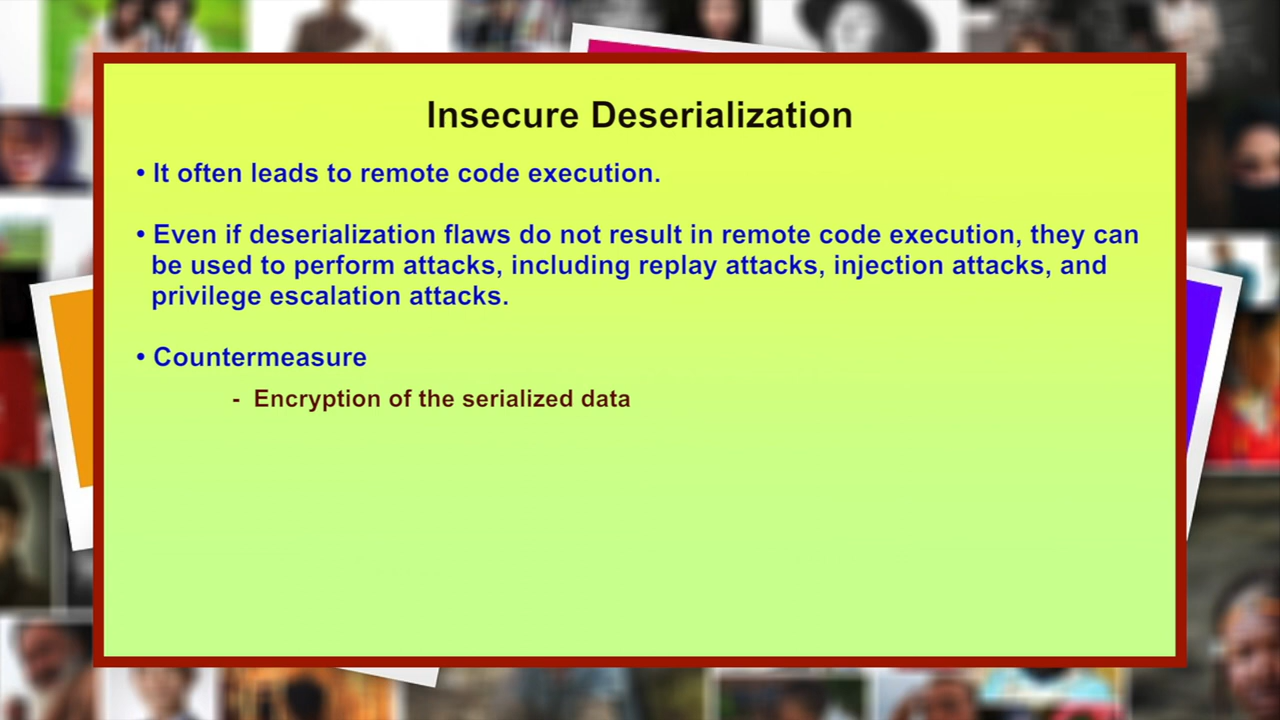 Insecure Deserialization
• It often leads to remote code execution.
• Even if deserialization flaws do not result in remote code execution, they can
be used to perform attacks, including replay attacks, injection attacks, and
privilege escalation attacks.
• Countermeasure
- Encryption of the serialized data